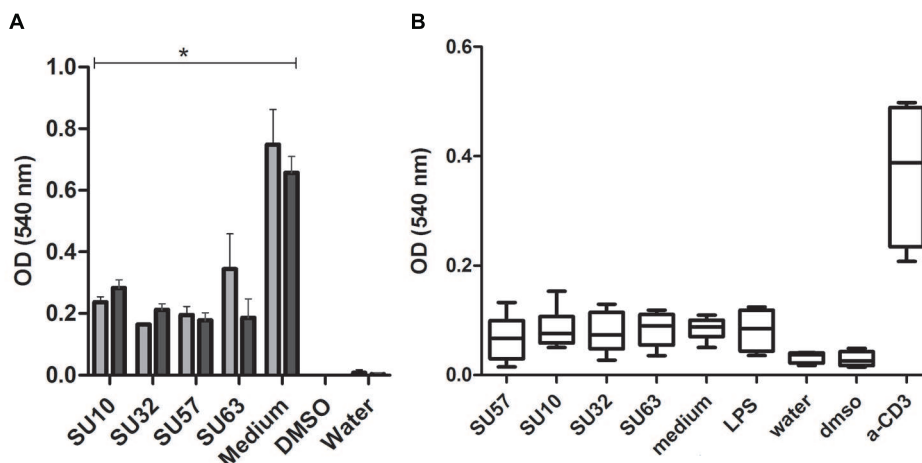 A
*
1.0
0.8
0.6
0.4
0.2
0.0
OD (540 nm)
SU10
SU32
SU57
SU63
Medium
DMSO
Water
B
0.6
0.4
0.2
0.0
OD (540 nm)
SU57
SU10
SU32
SU63
medium
LPS
water
dmso
a-CD3